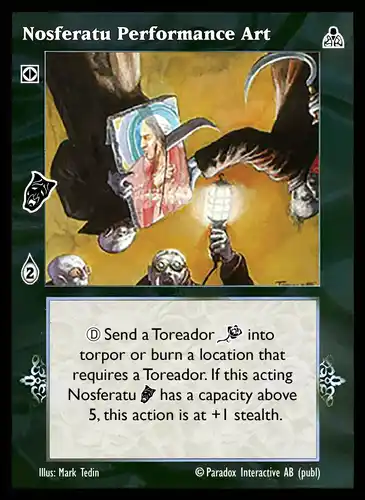 Nosferatu Performance Art
2
D Send a Toreador into
torpor or burn a location that
requires a Toreador. If this acting
Nosferatu has a capacity above
5, this action is at +1 stealth.
Illus: Mark Tedin © Paradox Interactive AB (publ)